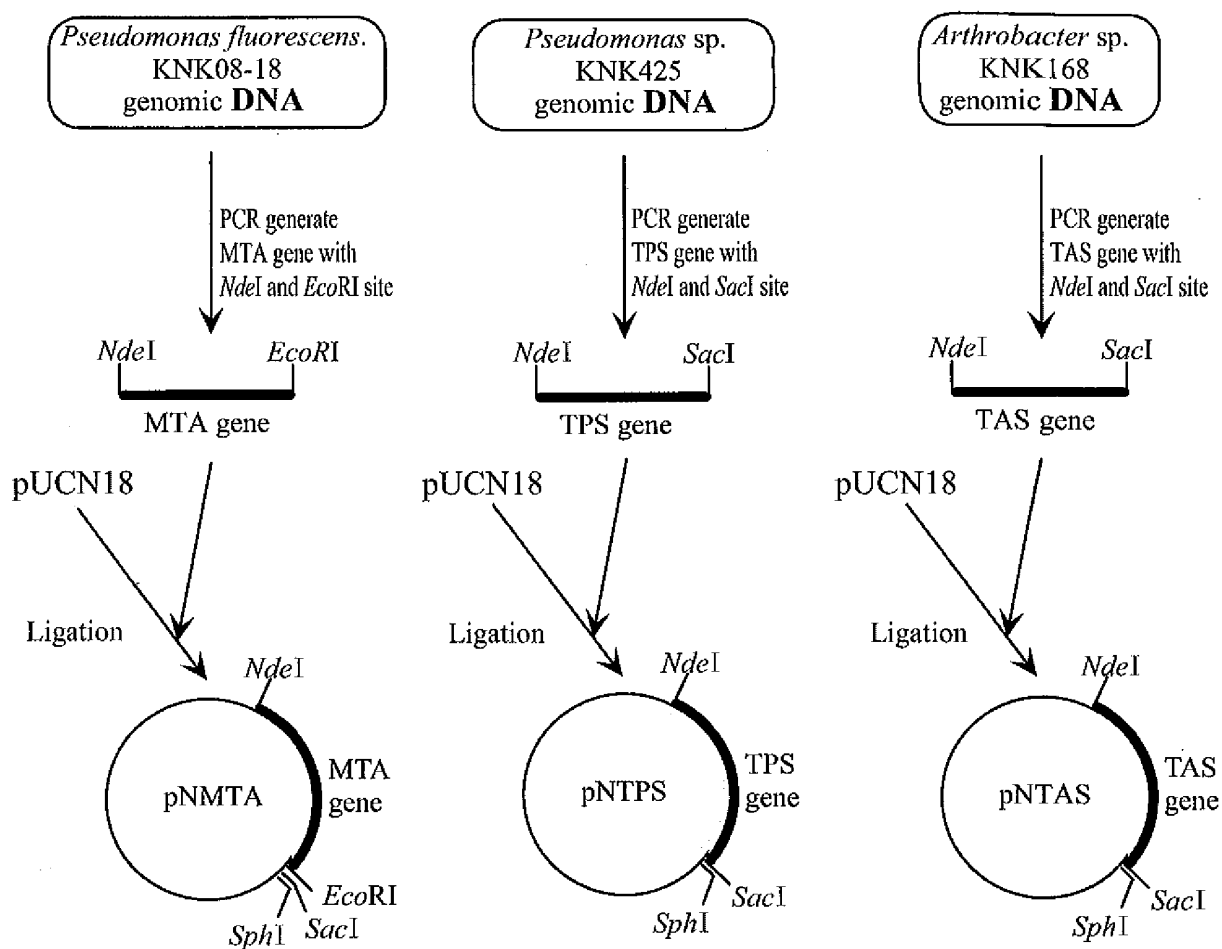 Pseudomonas fluorescens.
KNK08-18
genomic DNA
PCR generate
MTA gene with
NdeI and EcoRI site
NdeI
EcoRI
MTA gene
pUCN18
Ligation
NdeI
pNMTA
MTA
gene
EcoRI
SacI
SphI
Pseudomonas sp.
KNK425
genomic DNA
PCR generate
TPS gene with
NdeI and SacI site
NdeI
SacI
TPS gene
pUCN18
Ligation
NdeI
pNTPS
TPS
gene
SacI
SphI
Arthrobacter sp.
KNK168
genomic DNA
PCR generate
TAS gene with
NdeI and SacI site
NdeI
SacI
TAS gene
pUCN18
Ligation
NdeI
pNTAS
TAS
gene
SacI
SphI